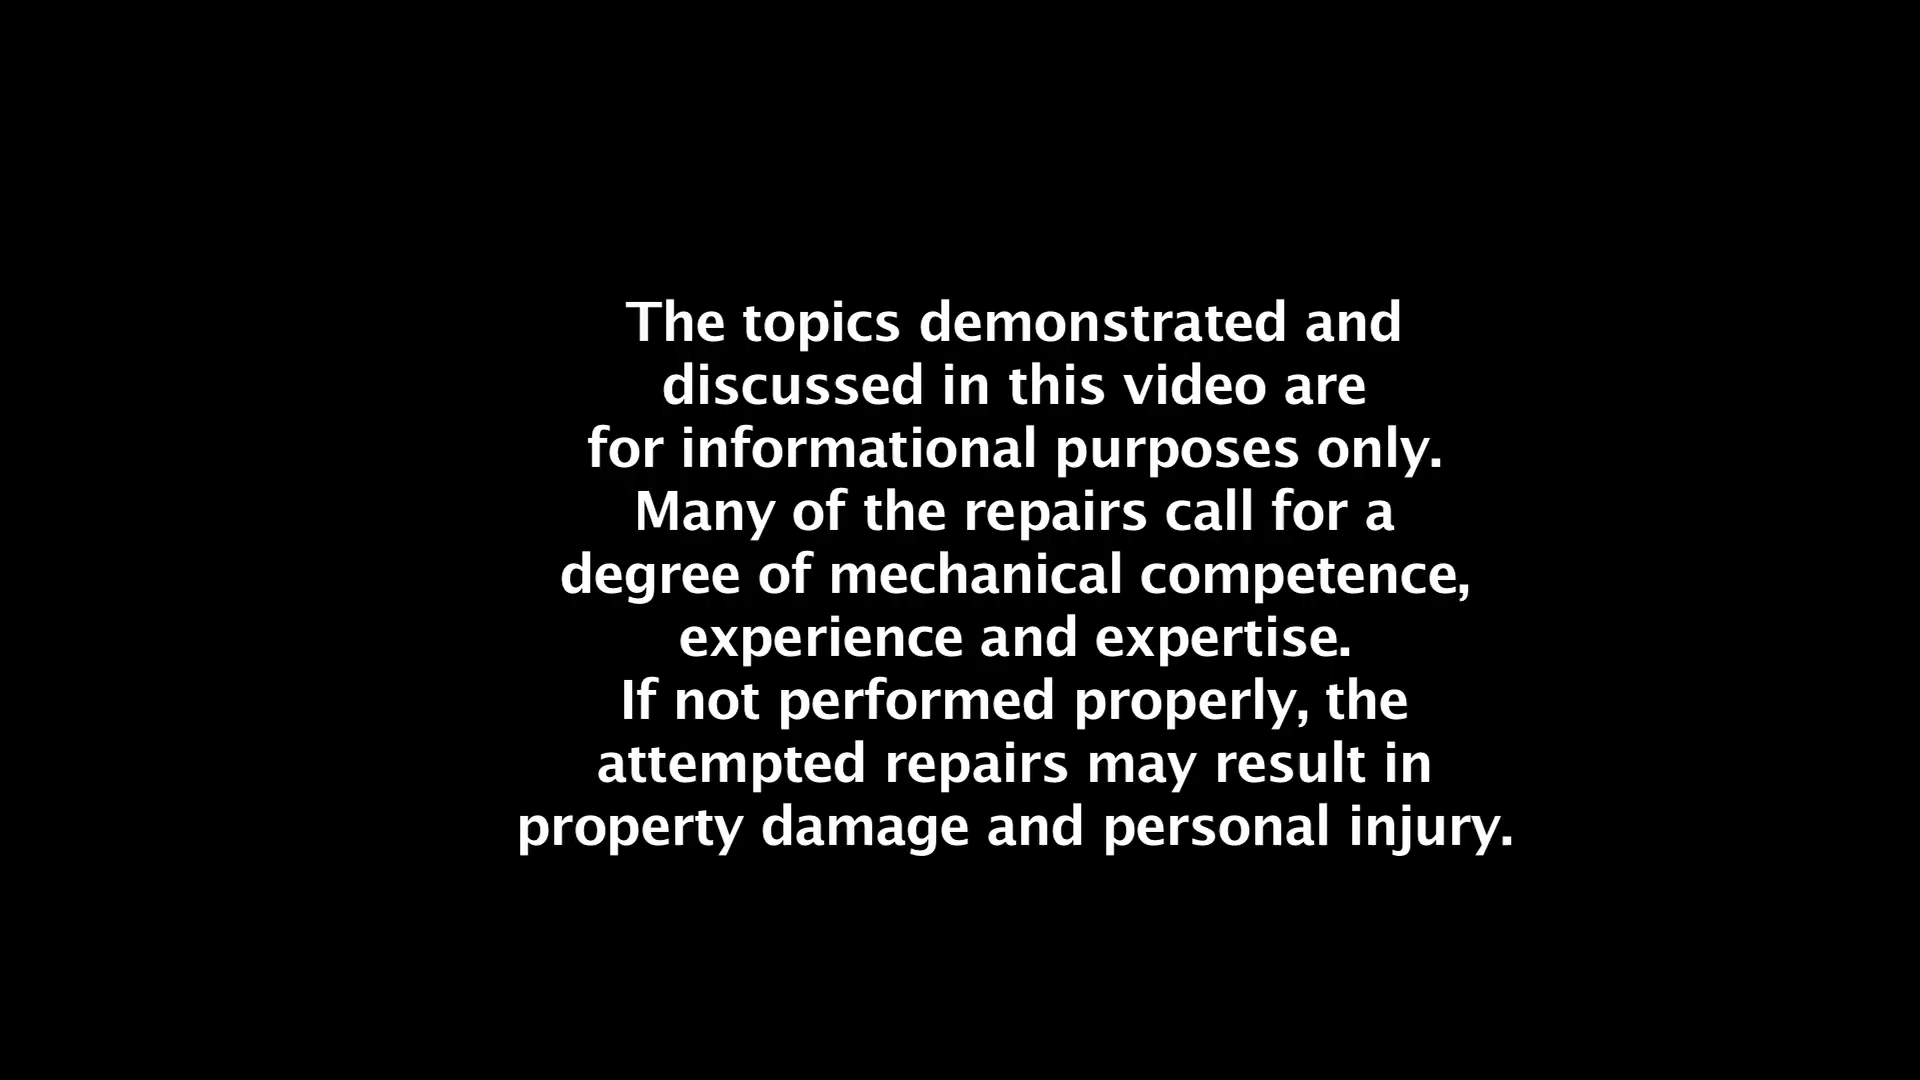 The topics demonstrated and
discussed in this video are
for informational purposes only.
Many of the repairs call for a
degree of mechanical competence,
experience and expertise.
If not performed properly, the
attempted repairs may result in
property damage and personal injury.